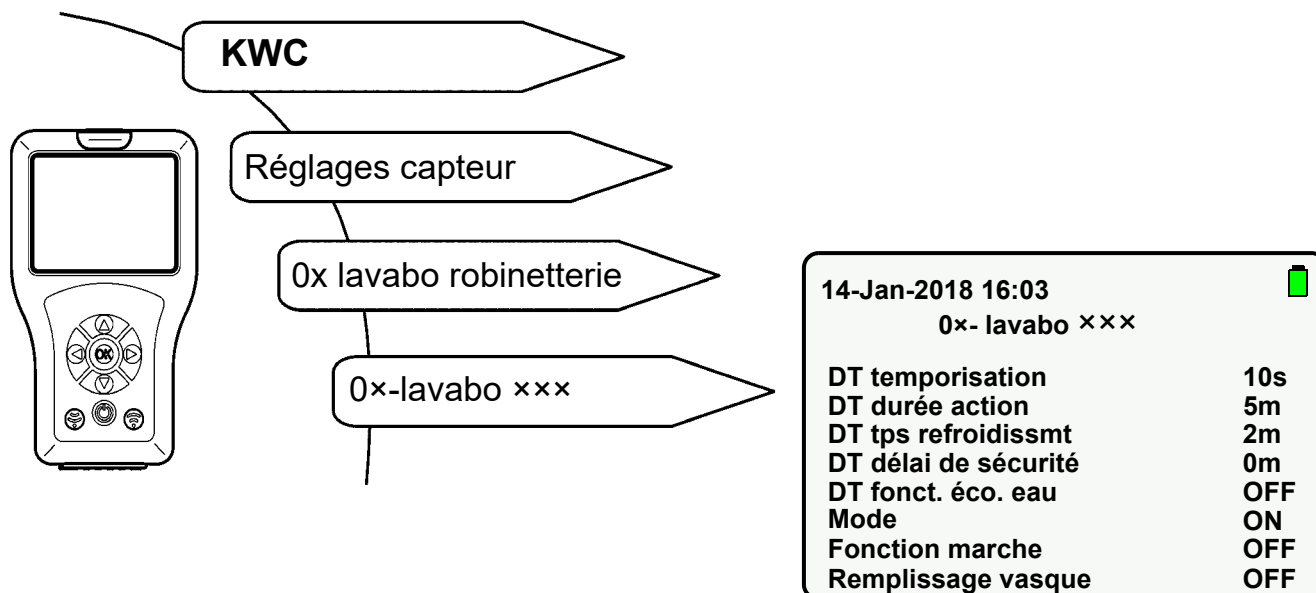 KWC
Réglages capteur
0x lavabo robinetterie
0×-lavabo ×××
OK
14-Jan-2018 16:03
0×- lavabo ×××
DT temporisation 10s
DT durée action 5m
DT tps refroidissmt 2m
DT délai de sécurité 0m
DT fonct. éco. eau OFF
Mode ON
Fonction marche OFF
Remplissage vasque OFF